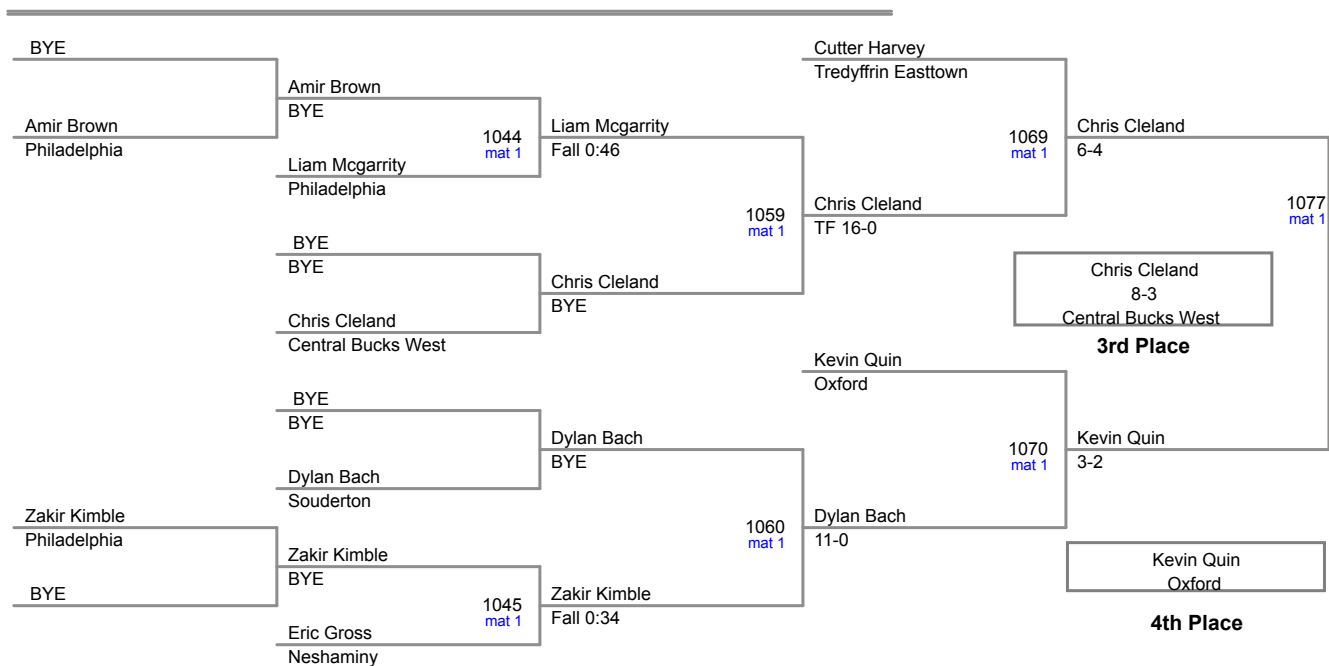 BYE
Amir Brown
Philadelphia
Amir Brown
BYE
1044
mat 1
Liam Mcgarrity
Philadelphia
Liam Mcgarrity
Fall 0:46
BYE
BYE
Chris Cleland
Central Bucks West
Chris Cleland
BYE
1059
mat 1
Cutter Harvey
Tredyffrin Easttown
Chris Cleland
TF 16-0
1069
mat 1
Chris Cleland
6-4
1077
mat 1
Chris Cleland
8-3
Central Bucks West
3rd Place
BYE
BYE
Dylan Bach
Souderton
Dylan Bach
BYE
Zakir Kimble
Philadelphia
BYE
Zakir Kimble
BYE
1045
mat 1
Eric Gross
Neshaminy
Zakir Kimble
Fall 0:34
1060
mat 1
Kevin Quin
Oxford
Dylan Bach
11-0
1070
mat 1
Kevin Quin
3-2
Kevin Quin
Oxford
4th Place